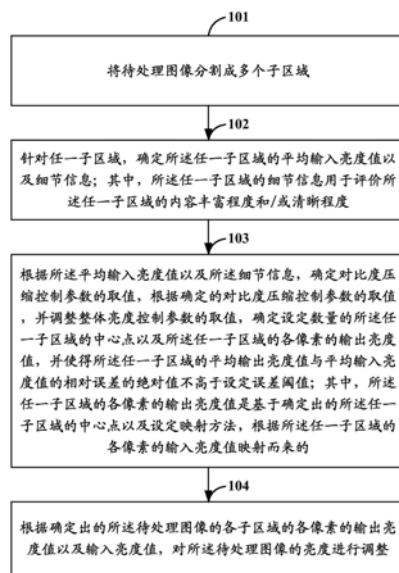 101
将待处理图像分割成多个子区域
102
针对任一子区域，确定所述任一子区域的平均输入亮度值以
及细节信息；其中，所述任一子区域的细节信息用于评价所
述任一子区域的内容丰富程度和/或清晰程度
103
根据所述平均输入亮度值以及所述细节信息，确定对比度压
缩控制参数的取值，根据确定的对比度压缩控制参数的取值
，并调整整体亮度控制参数的取值，确定设定数量的所述任
一子区域的中心点以及所述任一子区域的各像素的输出亮度
值，并使得所述任一子区域的平均输出亮度值与平均输入亮
度值的相对误差的绝对值不高于设定误差阈值；其中，所述
任一子区域的各像素的输出亮度值是基于确定出的所述任一
子区域的中心点以及设定映射方法，根据所述任一子区域的
各像素的输入亮度值映射而来的
104
根据确定出的所述待处理图像的各子区域的各像素的输出亮
度值以及输入亮度值，对所述待处理图像的亮度进行调整